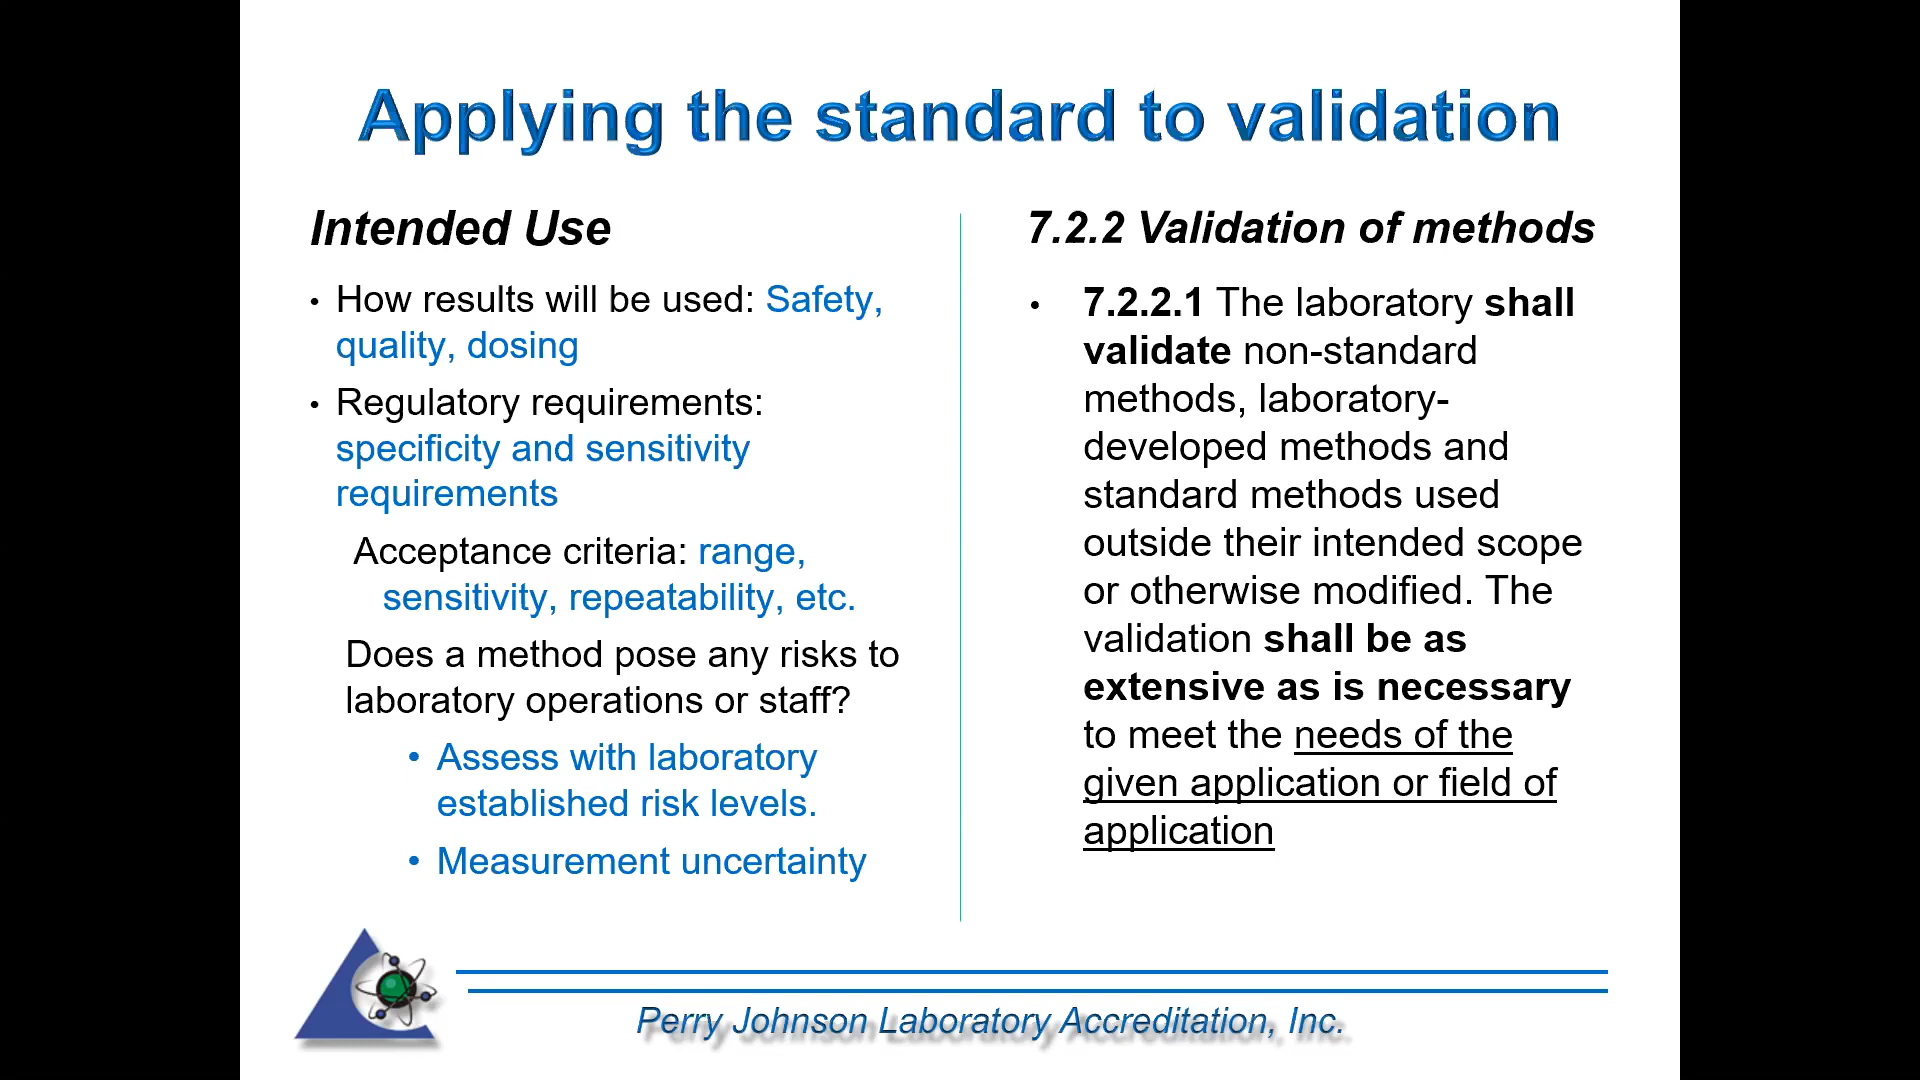 Applying the standard to validation
Intended Use
• How results will be used: Safety,
quality, dosing
• Regulatory requirements:
specificity and sensitivity
requirements
Acceptance criteria: range,
sensitivity, repeatability, etc.
Does a method pose any risks to
laboratory operations or staff?
• Assess with laboratory
established risk levels.
• Measurement uncertainty
7.2.2 Validation of methods
• 7.2.2.1 The laboratory shall
validate non-standard
methods, laboratory-
developed methods and
standard methods used
outside their intended scope
or otherwise modified. The
validation shall be as
extensive as is necessary
to meet the needs of the
given application or field of
application
Perry Johnson Laboratory Accreditation, Inc.